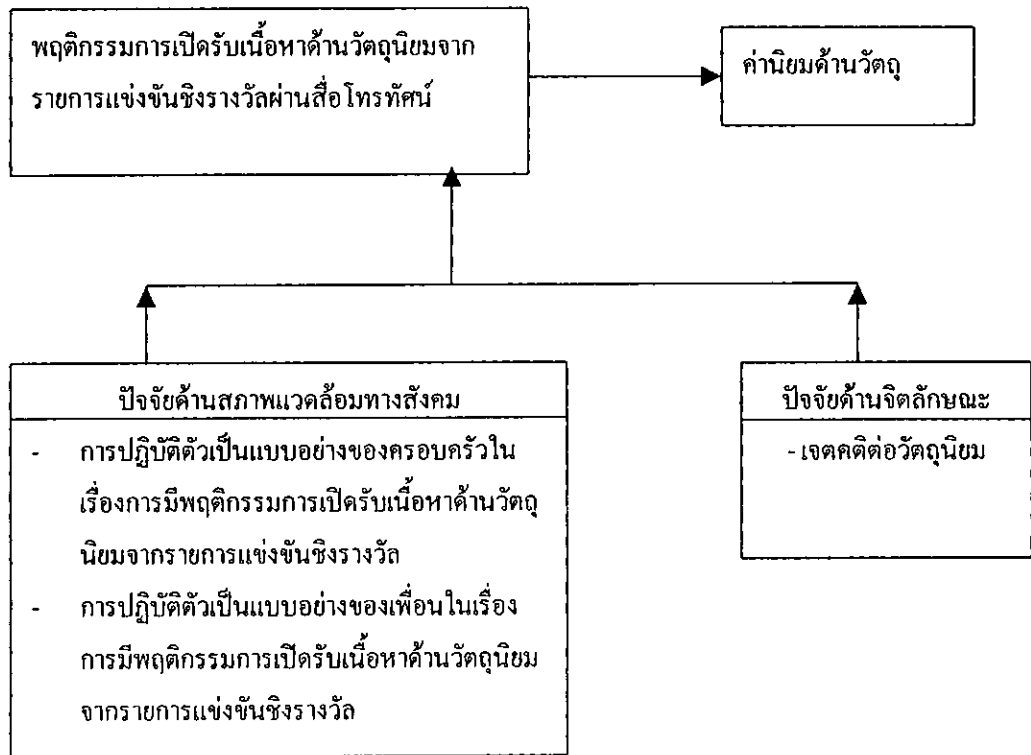 พฤติกรรมการเปิดรับเนื้อหาด้านวัตถุนิยมจาก
รายการแข่งขันชิงรางวัลผ่านสื่อโทรทัศน์
ค่านิยมด้านวัตถุ
ปัจจัยด้านสภาพแวดล้อมทางสังคม
- การปฏิบัติตัวเป็นแบบอย่างของครอบครัวใน
เรื่องการมีพฤติกรรมการเปิดรับเนื้อหาด้านวัตถุ
นิยมจากรายการแข่งขันชิงรางวัล
- การปฏิบัติตัวเป็นแบบอย่างของเพื่อนในเรื่อง
การมีพฤติกรรมการเปิดรับเนื้อหาด้านวัตถุนิยม
จากรายการแข่งขันชิงรางวัล
ปัจจัยด้านจิตลักษณะ
- เจตคติต่อวัตถุนิยม